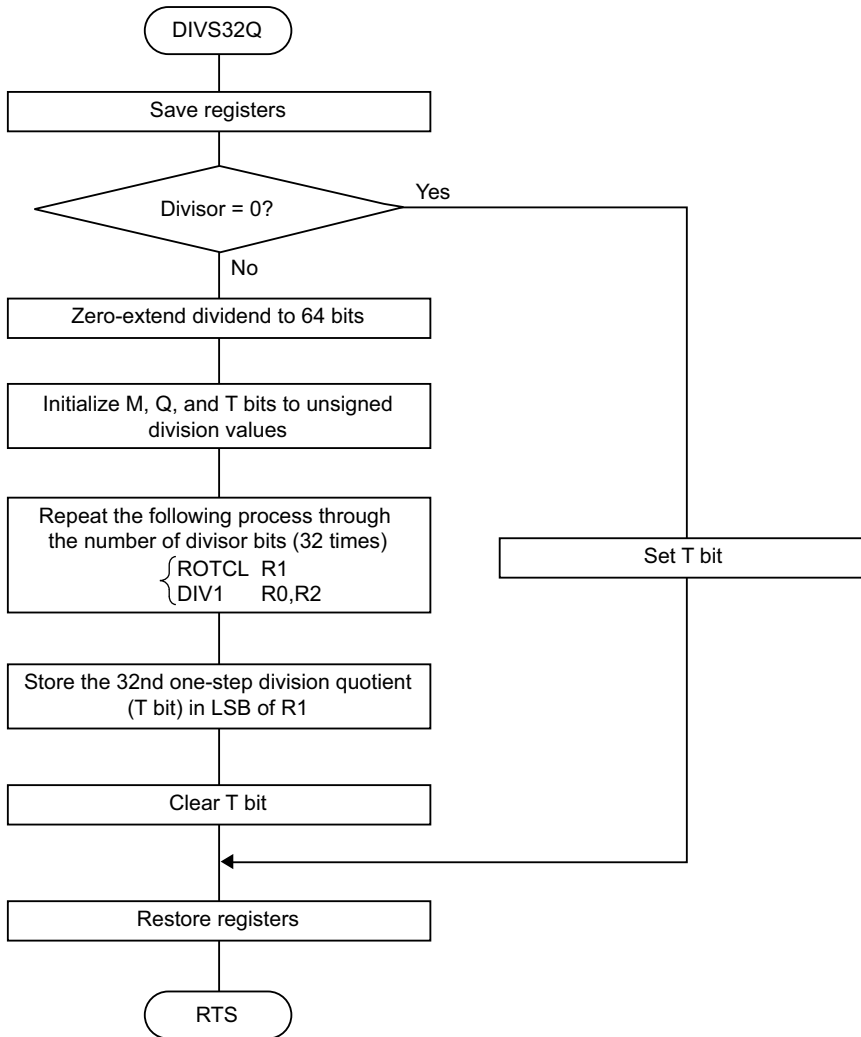 DIVS32Q
Save registers
Divisor = 0?
Yes
No
Zero-extend dividend to 64 bits
Initialize M, Q, and T bits to unsigned
division values
Repeat the following process through
the number of divisor bits (32 times)
ROTCL R1
DIV1 R0,R2
Set T bit
Store the 32nd one-step division quotient
(T bit) in LSB of R1
Clear T bit
Restore registers
RTS